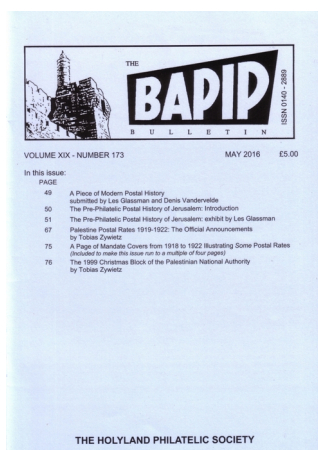 THE
BAPIP
BULLETIN
ISSN 0140 - 2889
VOLUME XIX - NUMBER 173 MAY 2016 £5.00
In this issue:
PAGE
49 A Piece of Modern Postal History
submitted by Les Glassman and Denis Vandervelde
50 The Pre-Philatelic Postal History of Jerusalem: Introduction
51 The Pre-Philatelic Postal History of Jerusalem: exhibit by Les Glassman
67 Palestine Postal Rates 1919-1922: The Official Announcements
by Tobias Zywietz
75 A Page of Mandate Covers from 1918 to 1922 Illustrating Some Postal Rates
(Included to make this issue run to a multiple of four pages)
76 The 1999 Christmas Block of the Palestinian National Authority
by Tobias Zywietz
THE HOLYLAND PHILATELIC SOCIETY